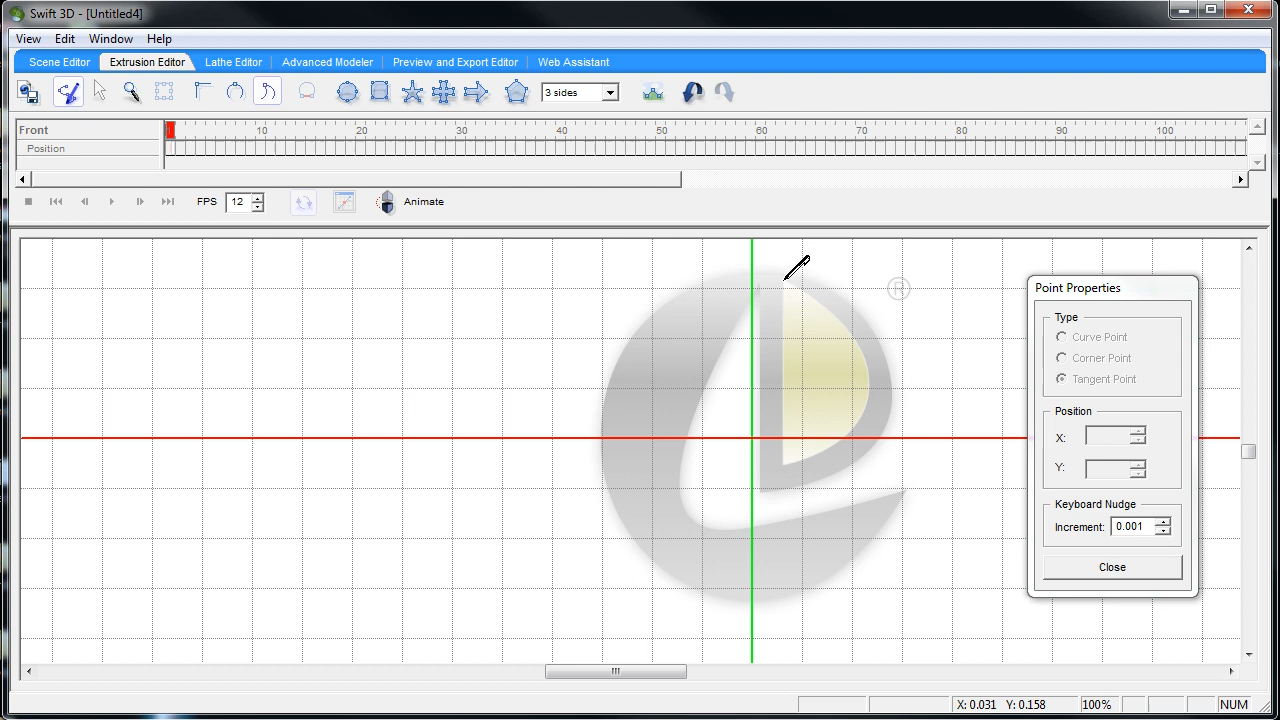 Swift 3D - [Untitled4]
View Edit Window Help
Scene Editor Extrusion Editor Lathe Editor Advanced Modeler Preview and Export Editor Web Assistant
3 sides
Front 10 20 30 40 50 60 70 80 90 100
Position
FPS 12 Animate
®
Point Properties
Type
Curve Point
Corner Point
Tangent Point
Position
X:
Y:
Keyboard Nudge
Increment: 0.001
Close
X: 0.031 Y: 0.158 100% NUM